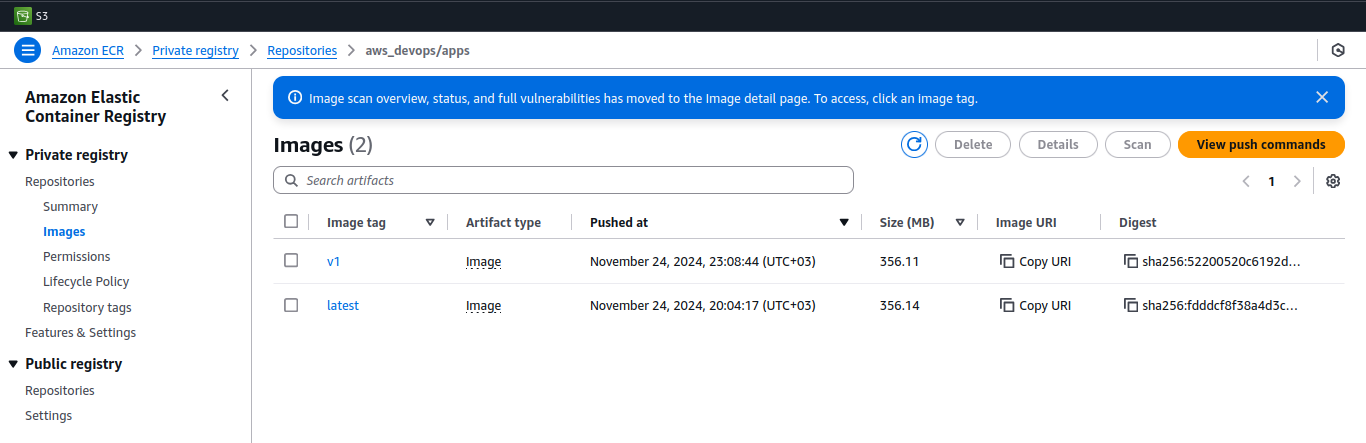 S3
Amazon ECR > Private registry > Repositories > aws_devops/apps
Amazon Elastic
Container Registry
Private registry
Repositories
Summary
Images
Permissions
Lifecycle Policy
Repository tags
Features & Settings
Public registry
Repositories
Settings
Image scan overview, status, and full vulnerabilities has moved to the Image detail page. To access, click an image tag.
Images (2)
Delete Details Scan View push commands
Search artifacts
1
Image tag Artifact type Pushed at Size (MB) Image URI Digest
v1 Image November 24, 2024, 23:08:44 (UTC+03) 356.11 Copy URI sha256:52200520c6192d...
latest Image November 24, 2024, 20:04:17 (UTC+03) 356.14 Copy URI sha256:fdddcf8f38a4d3c...